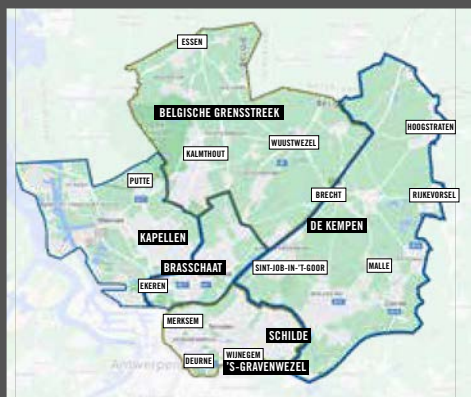 ESSEN
BELGISCHE GRENSSTREEK
HOOGSTRATEN
WUUSTWEZEL
KALMTHOUT
PUTTE
BRECHT
RIJKEVORSEL
DE KEMPEN
KAPELLEN
BRASSCHAAT
SINT-JOB-IN-'T-GOOR
MALLE
EKEREN
MERKSEM
SCHILDE
WIJNEGEM
DEURNE
'S-GRAVENWEZEL
Antwerpen